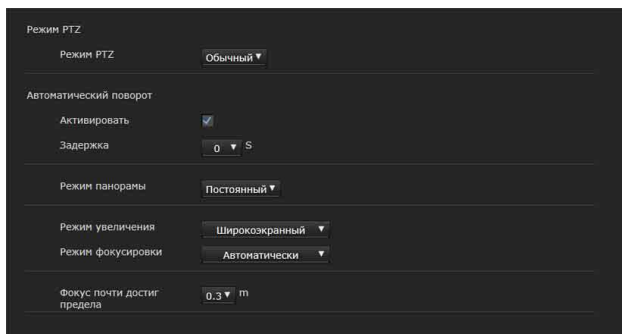 Режим PTZ
Режим PTZ Обычный
Автоматический поворот
Активировать
Задержка 0 S
Режим панорамы Постоянный
Режим увеличения Широкоэкранный
Режим фокусировки Автоматически
Фокус почти достиг 0.3 m
предела